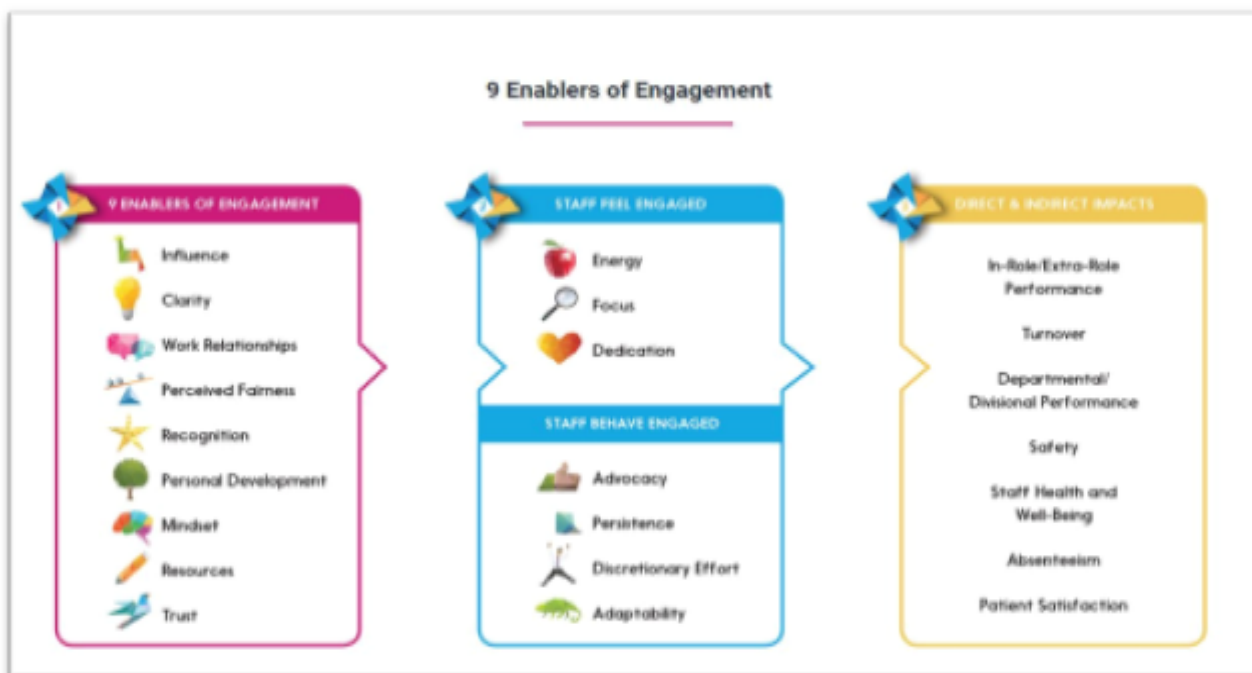 9 Enablers of Engagement
9 ENABLERS OF ENGAGEMENT
Influence
Clarity
Work Relationships
Perceived Fairness
Recognition
Personal Development
Mindset
Resources
Trust
STAFF FEEL ENGAGED
Energy
Focus
Dedication
STAFF BEHAVE ENGAGED
Advocacy
Persistence
Discretionary Effort
Adaptability
DIRECT & INDIRECT IMPACTS
In-Role/Extra-Role
Performance
Turnover
Departmental/
Divisional Performance
Safety
Staff Health and
Well-Being
Absenteeism
Patient Satisfaction